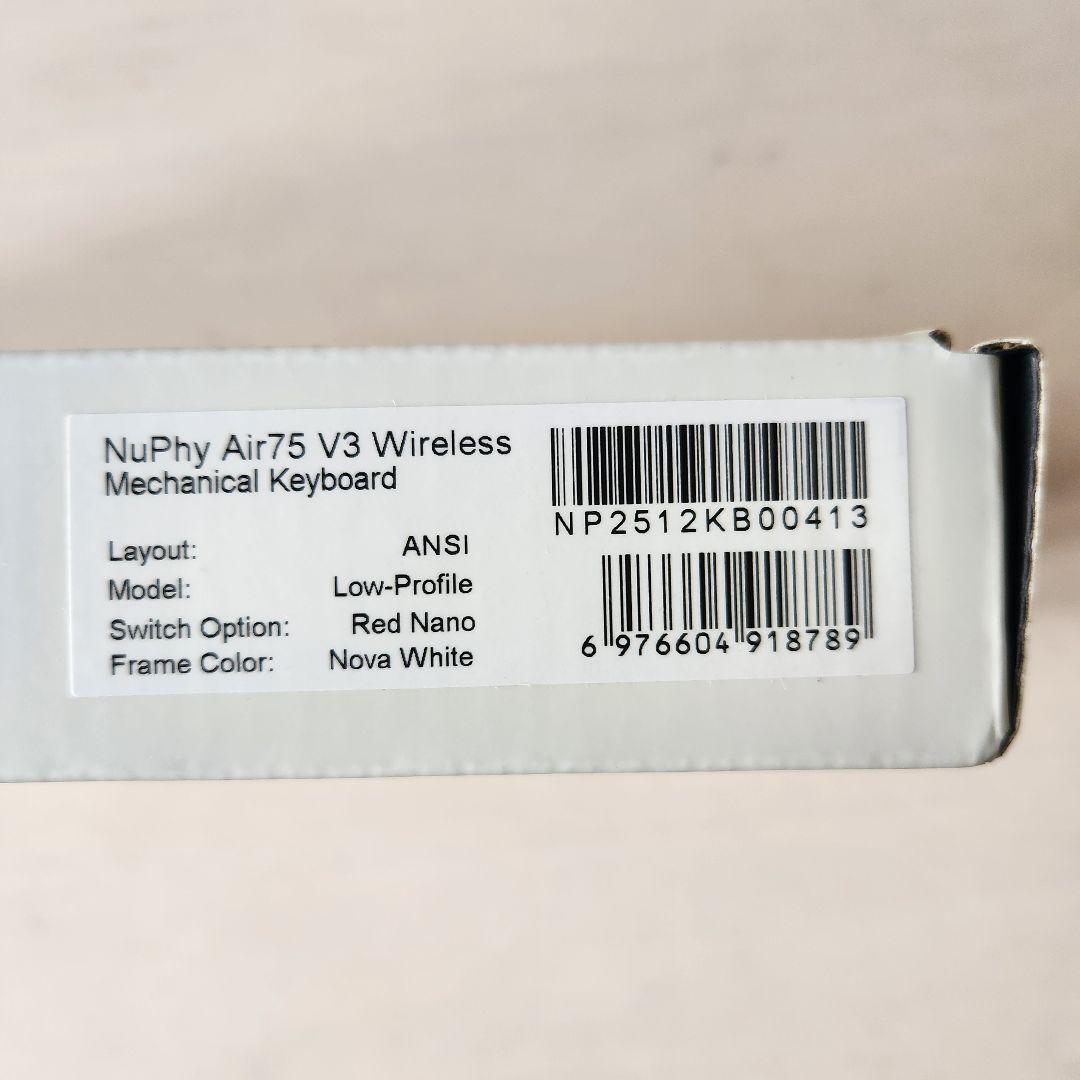 NuPhy Air75 V3 Wireless
Mechanical Keyboard
Layout: ANSI
Model: Low-Profile
Switch Option: Red Nano
Frame Color: Nova White
NP2512KB00413
6 976604 918789